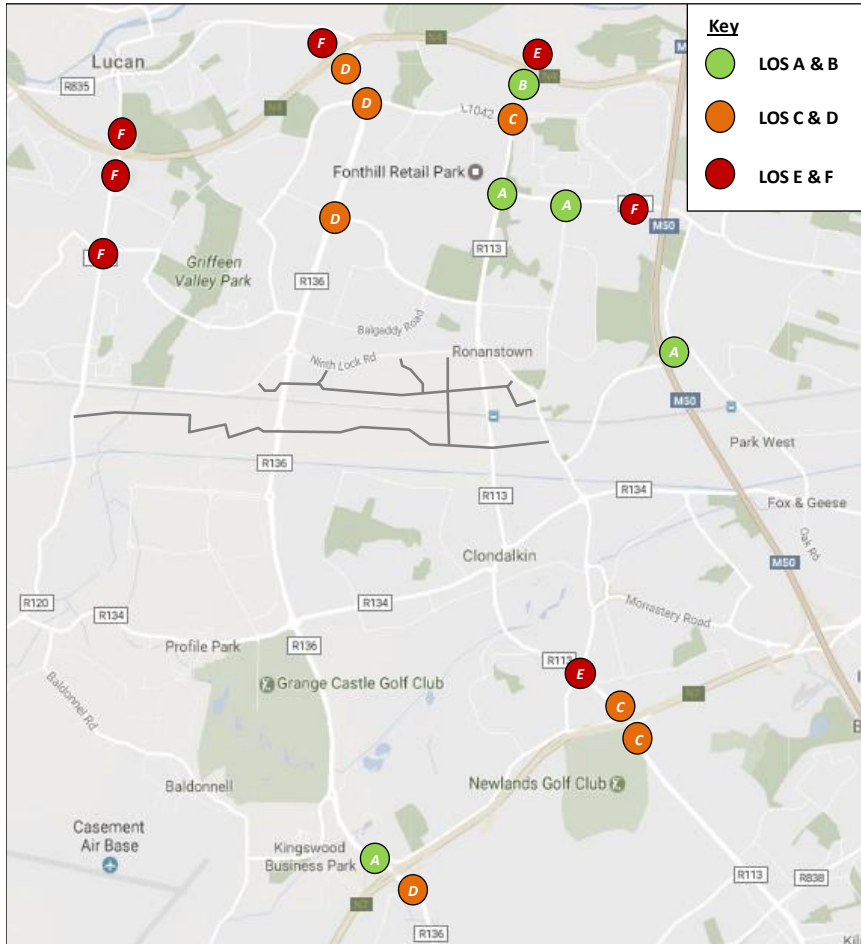 Key
LOS A & B
LOS C & D
LOS E & F
F
E
N4
M
Lucan
D
B
N4
R835
D
L1042
C
N4
F
F
Fonthill Retail Park
A
A
F
D
M50
F
R113
Griffeen
Valley Park
R136
Balgaddy Road
Ninth Lock Rd
Ronanstown
A
M50
Park West
R136
R134
R113
Fox & Geese
Oak Rd
Clondalkin
M50
R120
R134
R134
Monastery Road
Profile Park
R136
R113
E
Grange Castle Golf Club
N7
Baldonnel Rd
C
C
Baldonnell
Newlands Golf Club
Casement
Air Base
Kingswood
Business Park
A
D
R113
R838
N7
R136
Kil